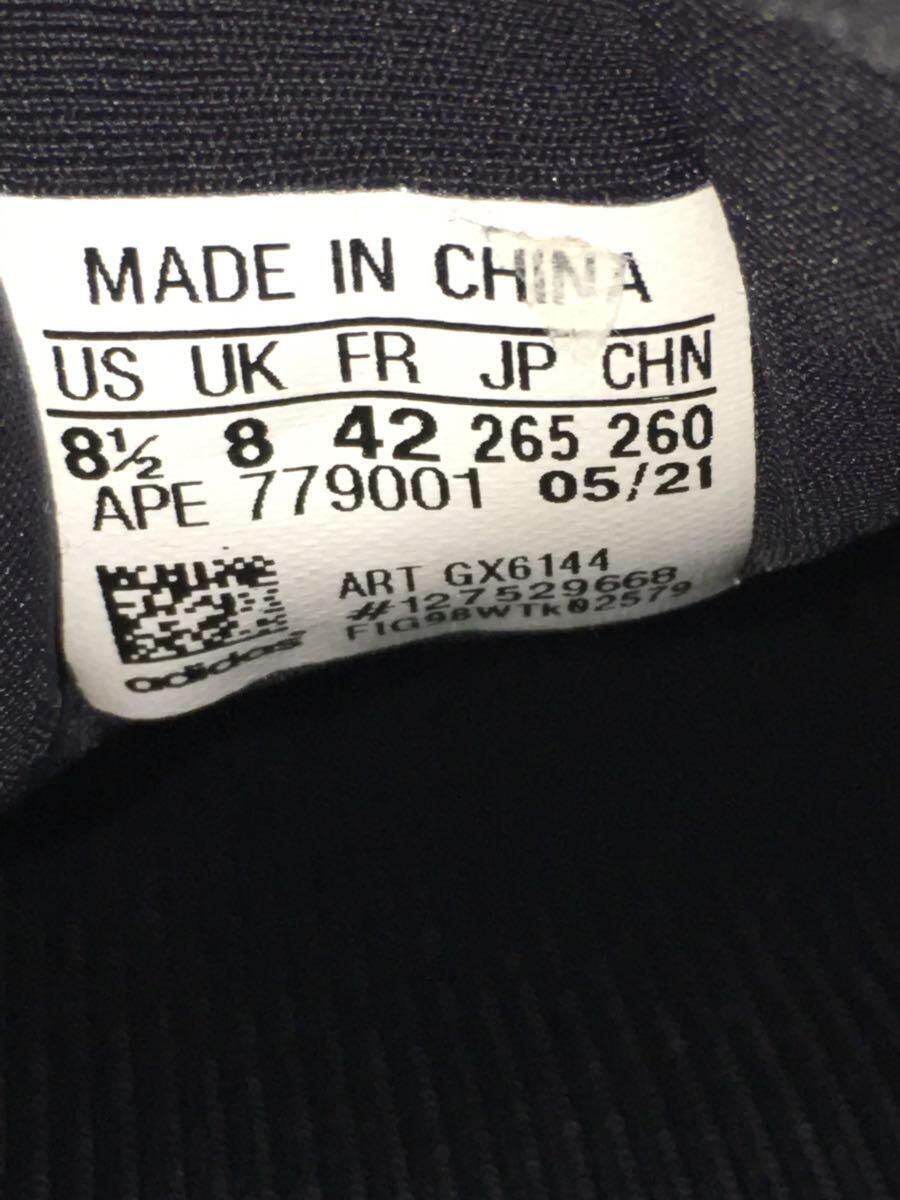 MADE IN CHINA
US UK FR JP CHN
8½ 8 42 265 260
APE 779001 05/21
ART GX6144
#127529668
F1G98WTk02579
adidas